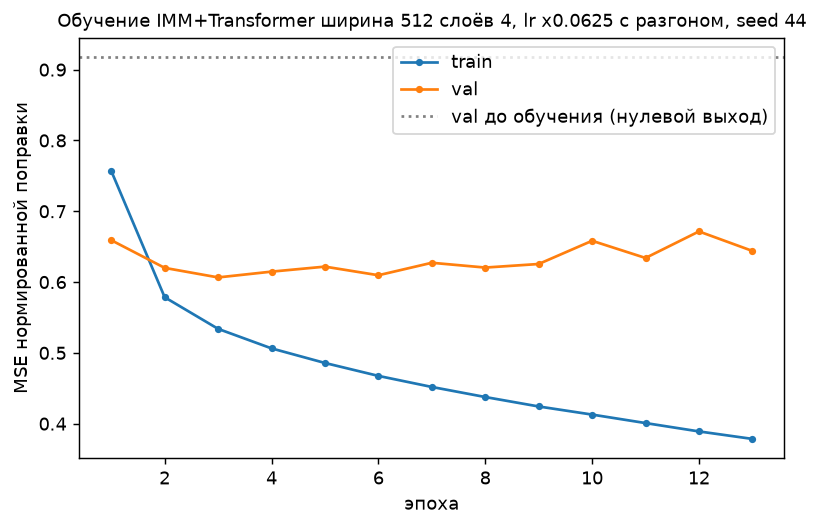 Обучение IMM+Transformer ширина 512 слоёв 4, lr x0.0625 с разгоном, seed 44
MSE нормированной поправки
0.9
0.8
0.7
0.6
0.5
0.4
train
val
val до обучения (нулевой выход)
2
4
6
8
10
12
эпоха